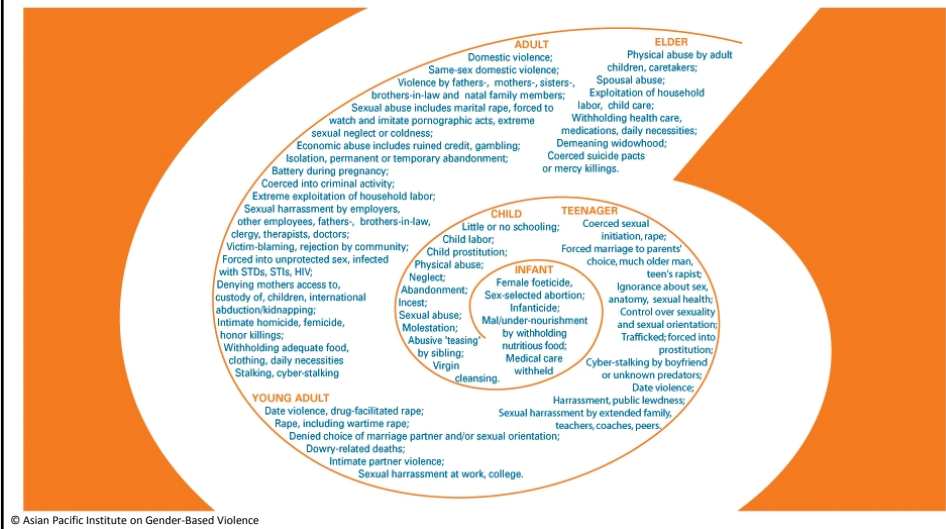 ADULT
Domestic violence;
Same-sex domestic violence;
Violence by fathers-, mothers-, sisters-,
brothers-in-law and natal family members;
Sexual abuse includes marital rape, forced to
watch and imitate pornographic acts, extreme
sexual neglect or coldness;
Economic abuse includes ruined credit, gambling;
Isolation, permanent or temporary abandonment;
Battery during pregnancy;
Coerced into criminal activity;
Extreme exploitation of household labor;
Sexual harassment by employers,
other employees, fathers-, brothers-in-law,
clergy, therapists, doctors;
Victim-blaming, rejection by community;
Forced into unprotected sex, infected
with STDs, STIs, HIV;
Denying mothers access to,
custody of, children, international
abduction/kidnapping;
Intimate homicide, femicide,
honor killings;
Withholding adequate food,
clothing, daily necessities
Stalking, cyber-stalking
ELDER
Physical abuse by adult
children, caretakers;
Spousal abuse;
Exploitation of household
labor, child care;
Withholding health care,
medications, daily necessities;
Demeaning widowhood;
Coerced suicide pacts
or mercy killings.
CHILD
Little or no schooling;
Child labor;
Child prostitution;
Physical abuse;
Neglect;
Abandonment;
Incest;
Sexual abuse;
Molestation;
Abusive 'teasing'
by sibling;
Virgin
cleansing.
INFANT
Female foeticide,
Sex-selected abortion;
Infanticide;
Mal/under-nourishment
by withholding
nutritious food;
Medical care
withheld
TEENAGER
Coerced sexual
initiation, rape;
Forced marriage to parents'
choice, much older man,
teen's rapist;
Ignorance about sex,
anatomy, sexual health;
Control over sexuality
and sexual orientation;
Trafficked; forced into
prostitution;
Cyber-stalking by boyfriend
or unknown predators;
Date violence;
Harrassment, public lewdness;
Sexual harassment by extended family,
teachers, coaches, peers.
YOUNG ADULT
Date violence, drug-facilitated rape;
Rape, including wartime rape;
Denied choice of marriage partner and/or sexual orientation;
Dowry-related deaths;
Intimate partner violence;
Sexual harrassment at work, college.
© Asian Pacific Institute on Gender-Based Violence